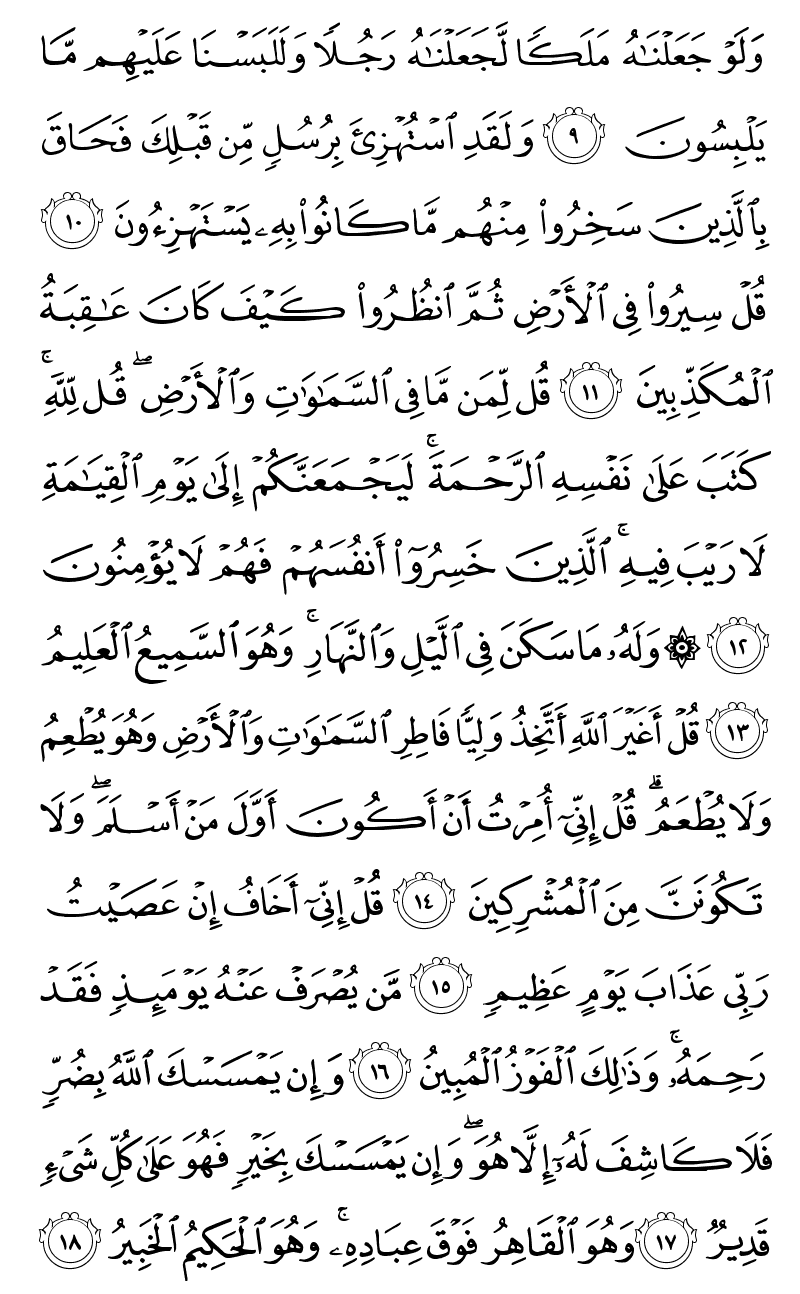 وَلَوۡ جَعَلۡنَٰهُ مَلَكٗا لَّجَعَلۡنَٰهُ رَجُلٗا وَلَلَبَسۡنَا عَلَيۡهِم مَّا
يَلۡبِسُونَ ٩ وَلَقَدِ ٱسۡتُهۡزِئَ بِرُسُلٖ مِّن قَبۡلِكَ فَحَاقَ
بِٱلَّذِينَ سَخِرُواْ مِنۡهُم مَّا كَانُواْ بِهِۦ يَسۡتَهۡزِءُونَ ١٠
قُلۡ سِيرُواْ فِي ٱلۡأَرۡضِ ثُمَّ ٱنظُرُواْ كَيۡفَ كَانَ عَٰقِبَةُ
ٱلۡمُكَذِّبِينَ ١١ قُل لِّمَن مَّا فِي ٱلسَّمَٰوَٰتِ وَٱلۡأَرۡضِۖ قُل لِّلَّهِۚ
كَتَبَ عَلَىٰ نَفۡسِهِ ٱلرَّحۡمَةَۚ لَيَجۡمَعَنَّكُمۡ إِلَىٰ يَوۡمِ ٱلۡقِيَٰمَةِ
لَا رَيۡبَ فِيهِۚ ٱلَّذِينَ خَسِرُوٓاْ أَنفُسَهُمۡ فَهُمۡ لَا يُؤۡمِنُونَ
١٢ ۞ وَلَهُۥ مَا سَكَنَ فِي ٱلَّيۡلِ وَٱلنَّهَارِۚ وَهُوَ ٱلسَّمِيعُ ٱلۡعَلِيمُ
١٣ قُلۡ أَغَيۡرَ ٱللَّهِ أَتَّخِذُ وَلِيّٗا فَاطِرِ ٱلسَّمَٰوَٰتِ وَٱلۡأَرۡضِ وَهُوَ يُطۡعِمُ
وَلَا يُطۡعَمُۗ قُلۡ إِنِّيٓ أُمِرۡتُ أَنۡ أَكُونَ أَوَّلَ مَنۡ أَسۡلَمَۖ وَلَا
تَكُونَنَّ مِنَ ٱلۡمُشۡرِكِينَ ١٤ قُلۡ إِنِّيٓ أَخَافُ إِنۡ عَصَيۡتُ
رَبِّي عَذَابَ يَوۡمٍ عَظِيمٖ ١٥ مَّن يُصۡرَفۡ عَنۡهُ يَوۡمَئِذٖ فَقَدۡ
رَحِمَهُۥۚ وَذَٰلِكَ ٱلۡفَوۡزُ ٱلۡمُبِينُ ١٦ وَإِن يَمۡسَسۡكَ ٱللَّهُ بِضُرّٖ
فَلَا كَاشِفَ لَهُۥٓ إِلَّا هُوَۖ وَإِن يَمۡسَسۡكَ بِخَيۡرٖ فَهُوَ عَلَىٰ كُلِّ شَيۡءٖ
قَدِيرٞ ١٧ وَهُوَ ٱلۡقَاهِرُ فَوۡقَ عِبَادِهِۦۚ وَهُوَ ٱلۡحَكِيمُ ٱلۡخَبِيرُ ١٨